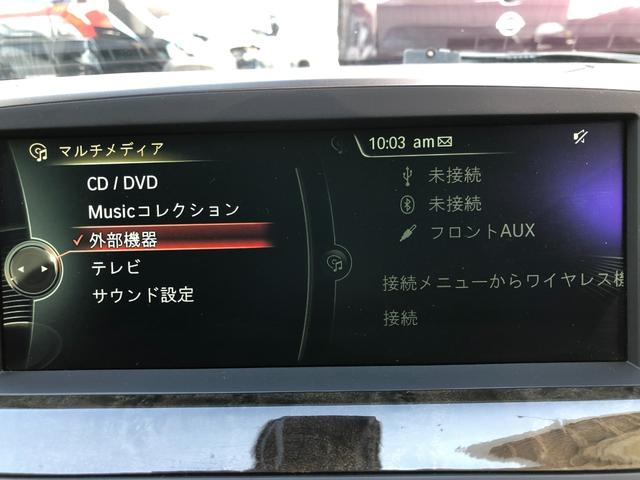 マルチメディア
CD / DVD
Musicコレクション
外部機器
テレビ
サウンド設定
10:03 am
未接続
未接続
フロントAUX
接続メニューからワイヤレス機
接続